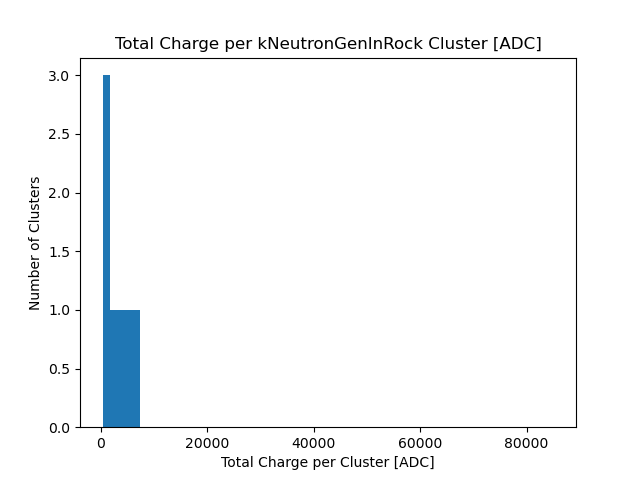 Total Charge per kNeutronGenInRock Cluster [ADC]
3.0
2.5
2.0
1.5
1.0
0.5
0.0
Number of Clusters
0 20000 40000 60000 80000
Total Charge per Cluster [ADC]